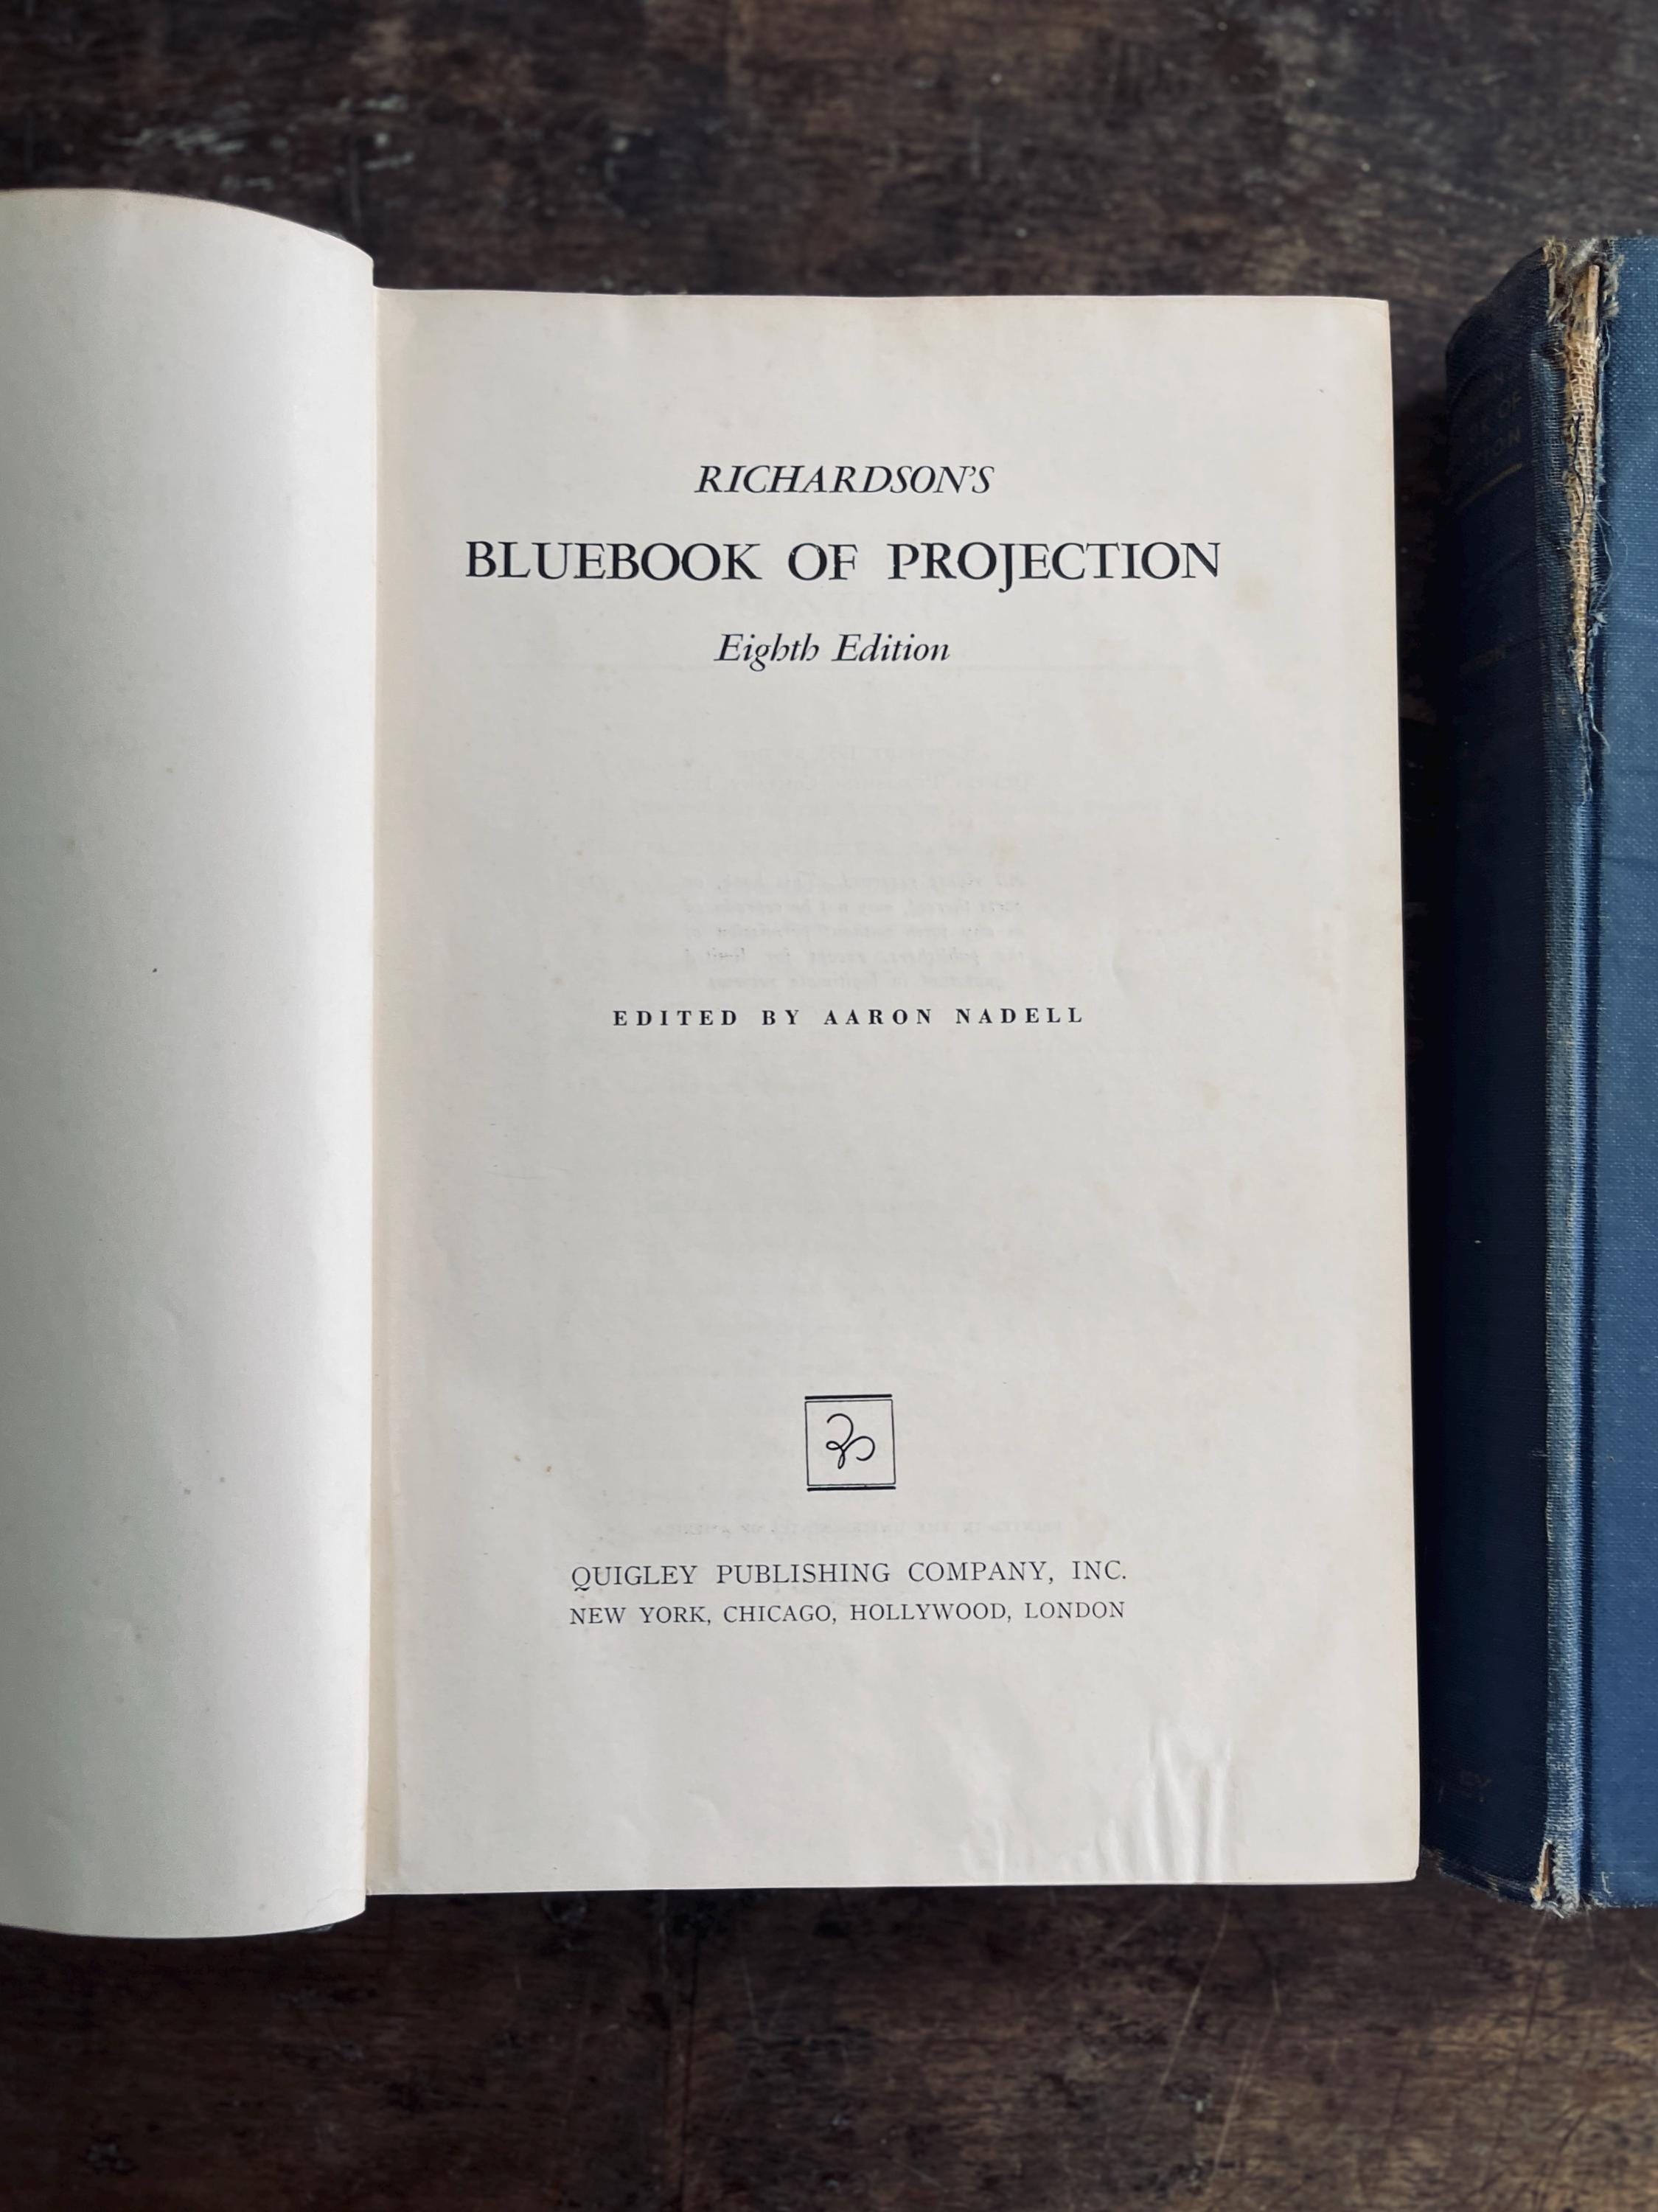 RICHARDSON'S
BLUEBOOK OF PROJECTION
Eighth Edition
EDITED BY AARON NADELL
QUIGLEY PUBLISHING COMPANY, INC.
NEW YORK, CHICAGO, HOLLYWOOD, LONDON
OF